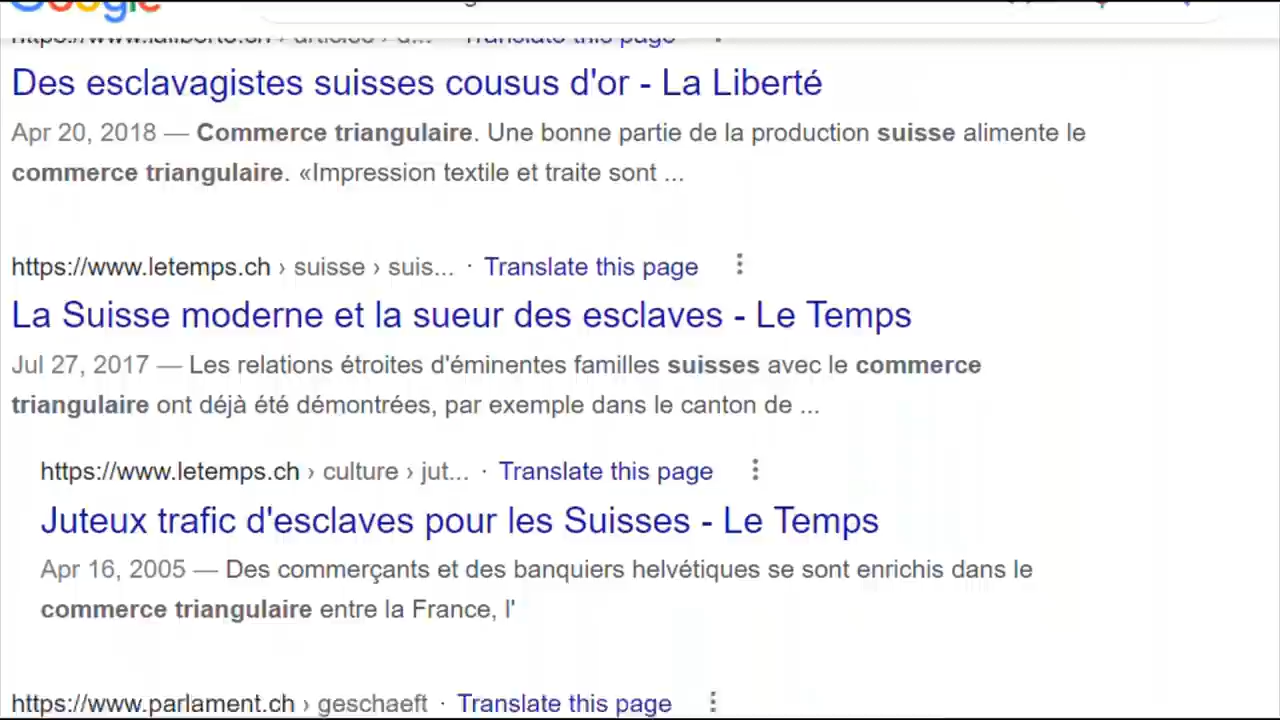 Google
Des esclavagistes suisses cousus d'or - La Liberté
Apr 20, 2018 — Commerce triangulaire. Une bonne partie de la production suisse alimente le
commerce triangulaire. «Impression textile et traite sont ...
https://www.letemps.ch › suisse › suis... · Translate this page
La Suisse moderne et la sueur des esclaves - Le Temps
Jul 27, 2017 — Les relations étroites d'éminentes familles suisses avec le commerce
triangulaire ont déjà été démontrées, par exemple dans le canton de ...
https://www.letemps.ch › culture › jut... · Translate this page
Juteux trafic d'esclaves pour les Suisses - Le Temps
Apr 16, 2005 — Des commerçants et des banquiers helvétiques se sont enrichis dans le
commerce triangulaire entre la France, l'
https://www.parlament.ch › geschaeft · Translate this page